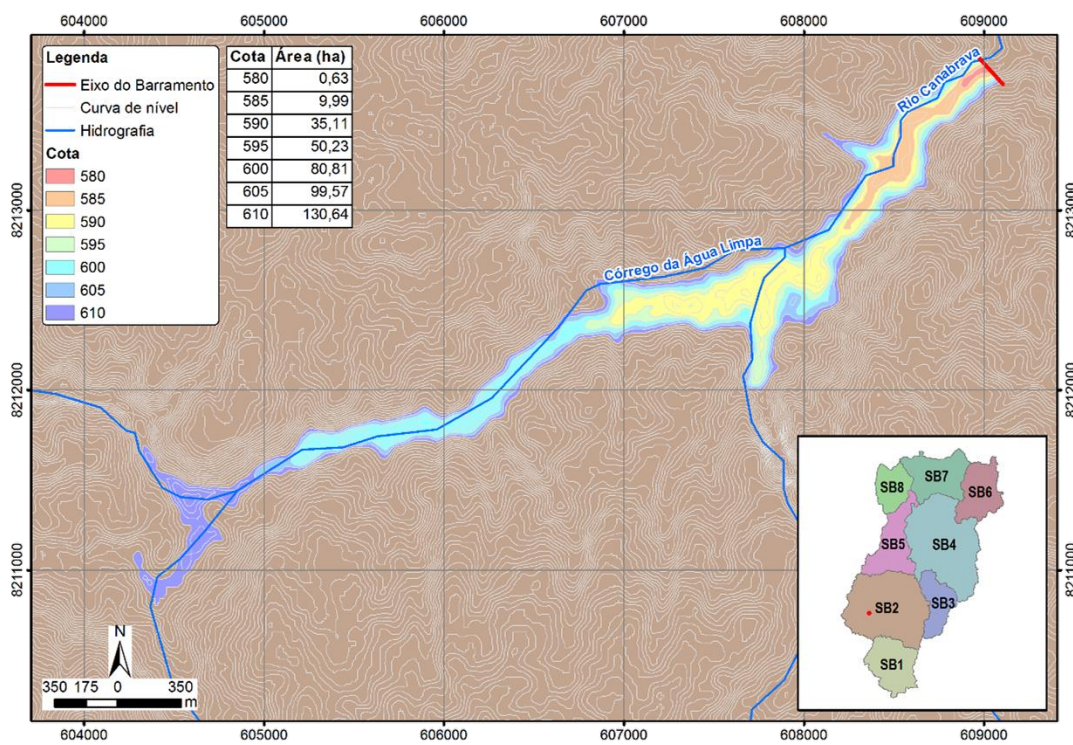 604000 605000 606000 607000 608000 609000
Legenda
Eixo do Barramento
Curva de nível
Hidrografia
Cota
580
585
590
595
600
605
610
Cota Área (ha)
580 0,63
585 9,99
590 35,11
595 50,23
600 80,81
605 99,57
610 130,64
Rio Canabrava
8213000 8213000
Córrego da Água Limpa
8212000 8212000
8211000 8211000
SB8 SB7 SB6
SB5 SB4
SB2 SB3
SB1
N
350 175 0 350
m
604000 605000 606000 607000 608000 609000